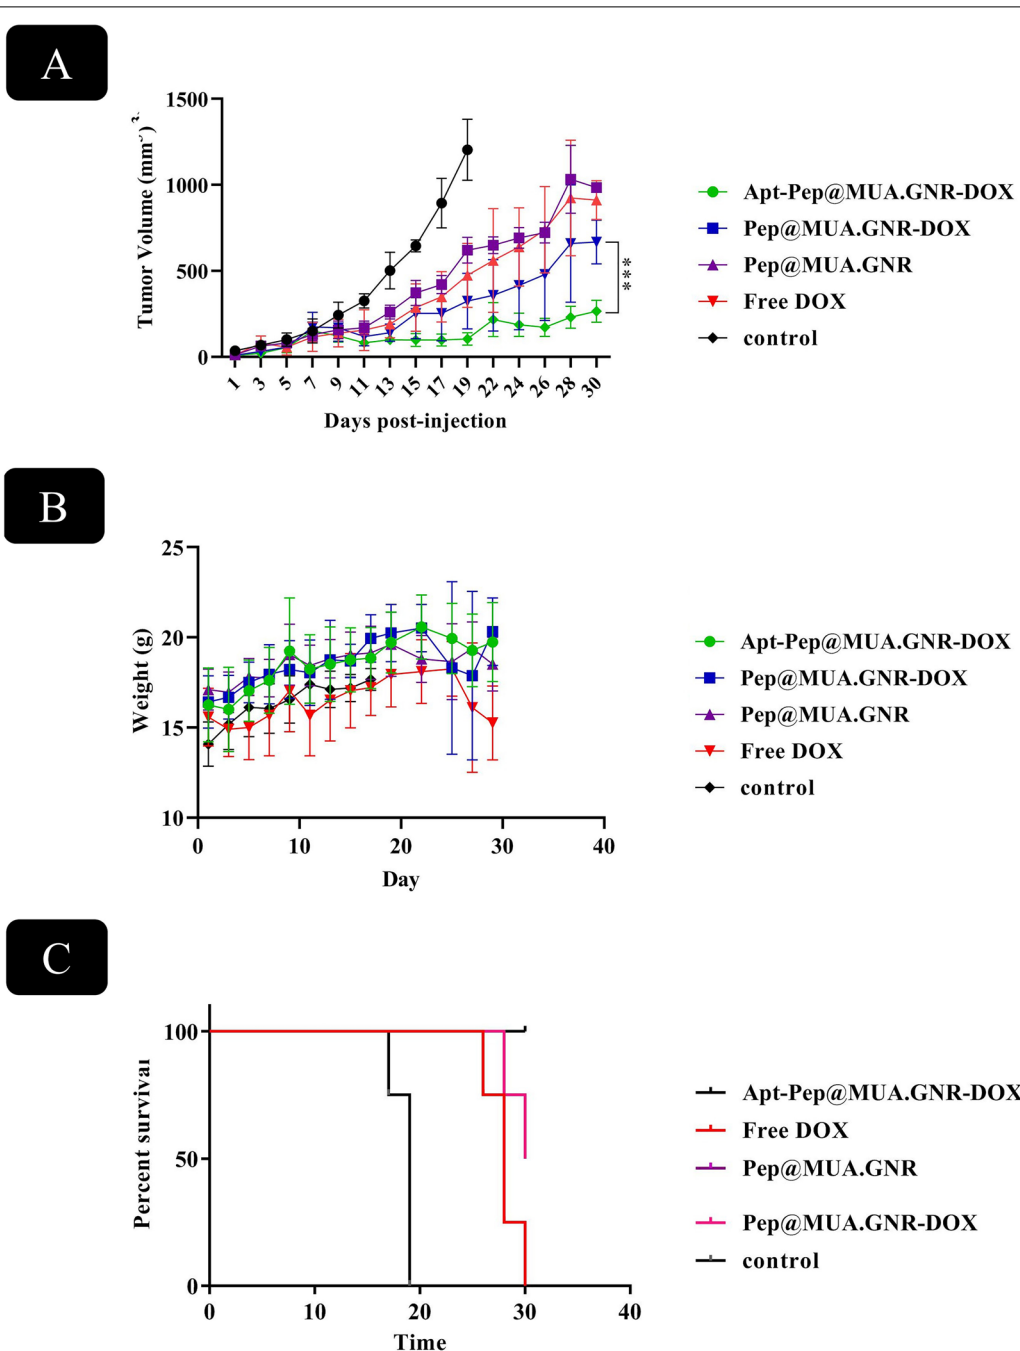 A
Tumor Volume (mm³)
1500
1000
500
0
1 3 5 7 9 11 13 15 17 19 22 24 26 28 30
Days post-injection
***
Apt-Pep@MUA.GNR-DOX
Pep@MUA.GNR-DOX
Pep@MUA.GNR
Free DOX
control
B
Weight (g)
25
20
15
10
0 10 20 30 40
Day
Apt-Pep@MUA.GNR-DOX
Pep@MUA.GNR-DOX
Pep@MUA.GNR
Free DOX
control
C
Percent survival
100
50
0
0 10 20 30 40
Time
Apt-Pep@MUA.GNR-DOX
Free DOX
Pep@MUA.GNR
Pep@MUA.GNR-DOX
control